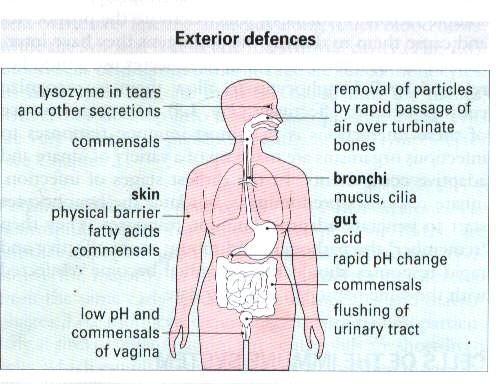 Exterior defences
lysozyme in tears
and other secretions
commensals
skin
physical barrier
fatty acids
commensals
low pH and
commensals
of vagina
removal of particles
by rapid passage of
air over turbinate
bones
bronchi
mucus, cilia
gut
acid
rapid pH change
commensals
flushing of
urinary tract